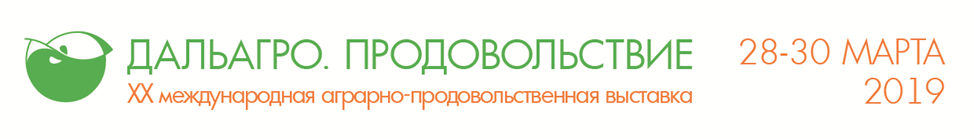 ДАЛЬАГРО. ПРОДОВОЛЬСТВИЕ
XX международная аграрно-продовольственная выставка
28-30 МАРТА
2019